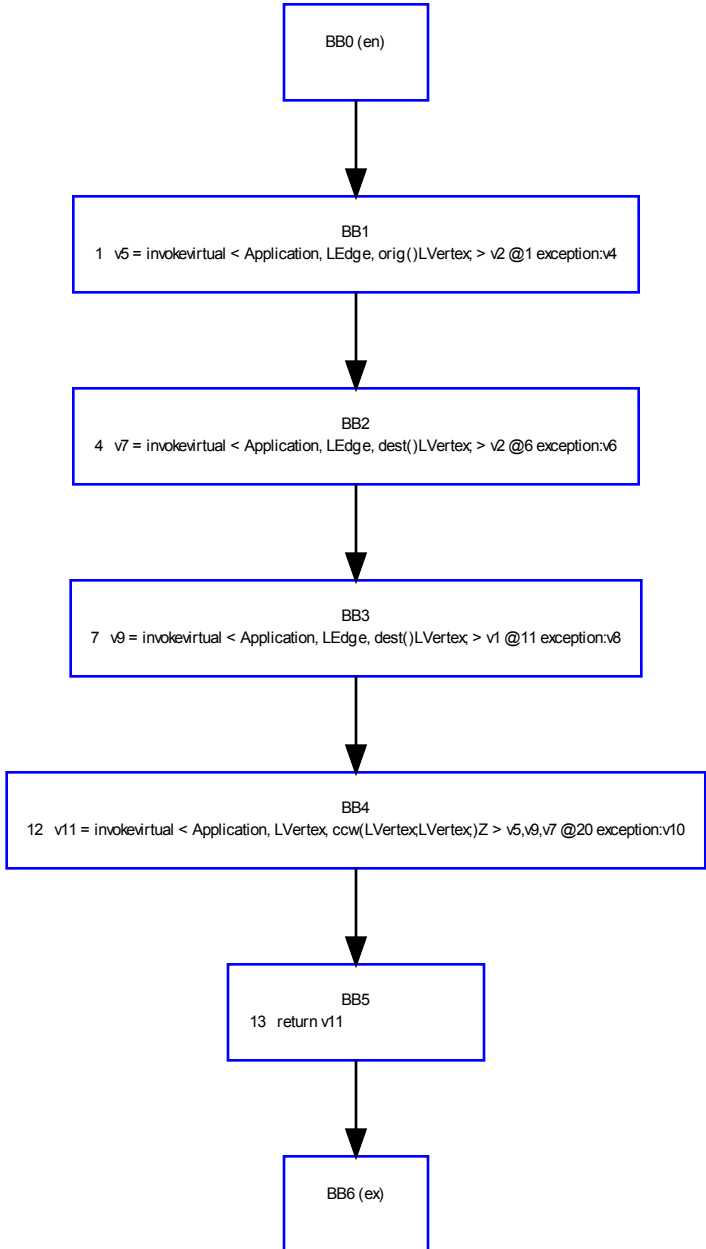 BB0 (en)
BB1
1 v5 = invokevirtual < Application, LEdge, orig()LVertex; > v2 @1 exception:v4
BB2
4 v7 = invokevirtual < Application, LEdge, dest()LVertex; > v2 @6 exception:v6
BB3
7 v9 = invokevirtual < Application, LEdge, dest()LVertex; > v1 @11 exception:v8
BB4
12 v11 = invokevirtual < Application, LVertex, ccw(LVertex;LVertex;)Z > v5,v9,v7 @20 exception:v10
BB5
13 return v11
BB6 (ex)